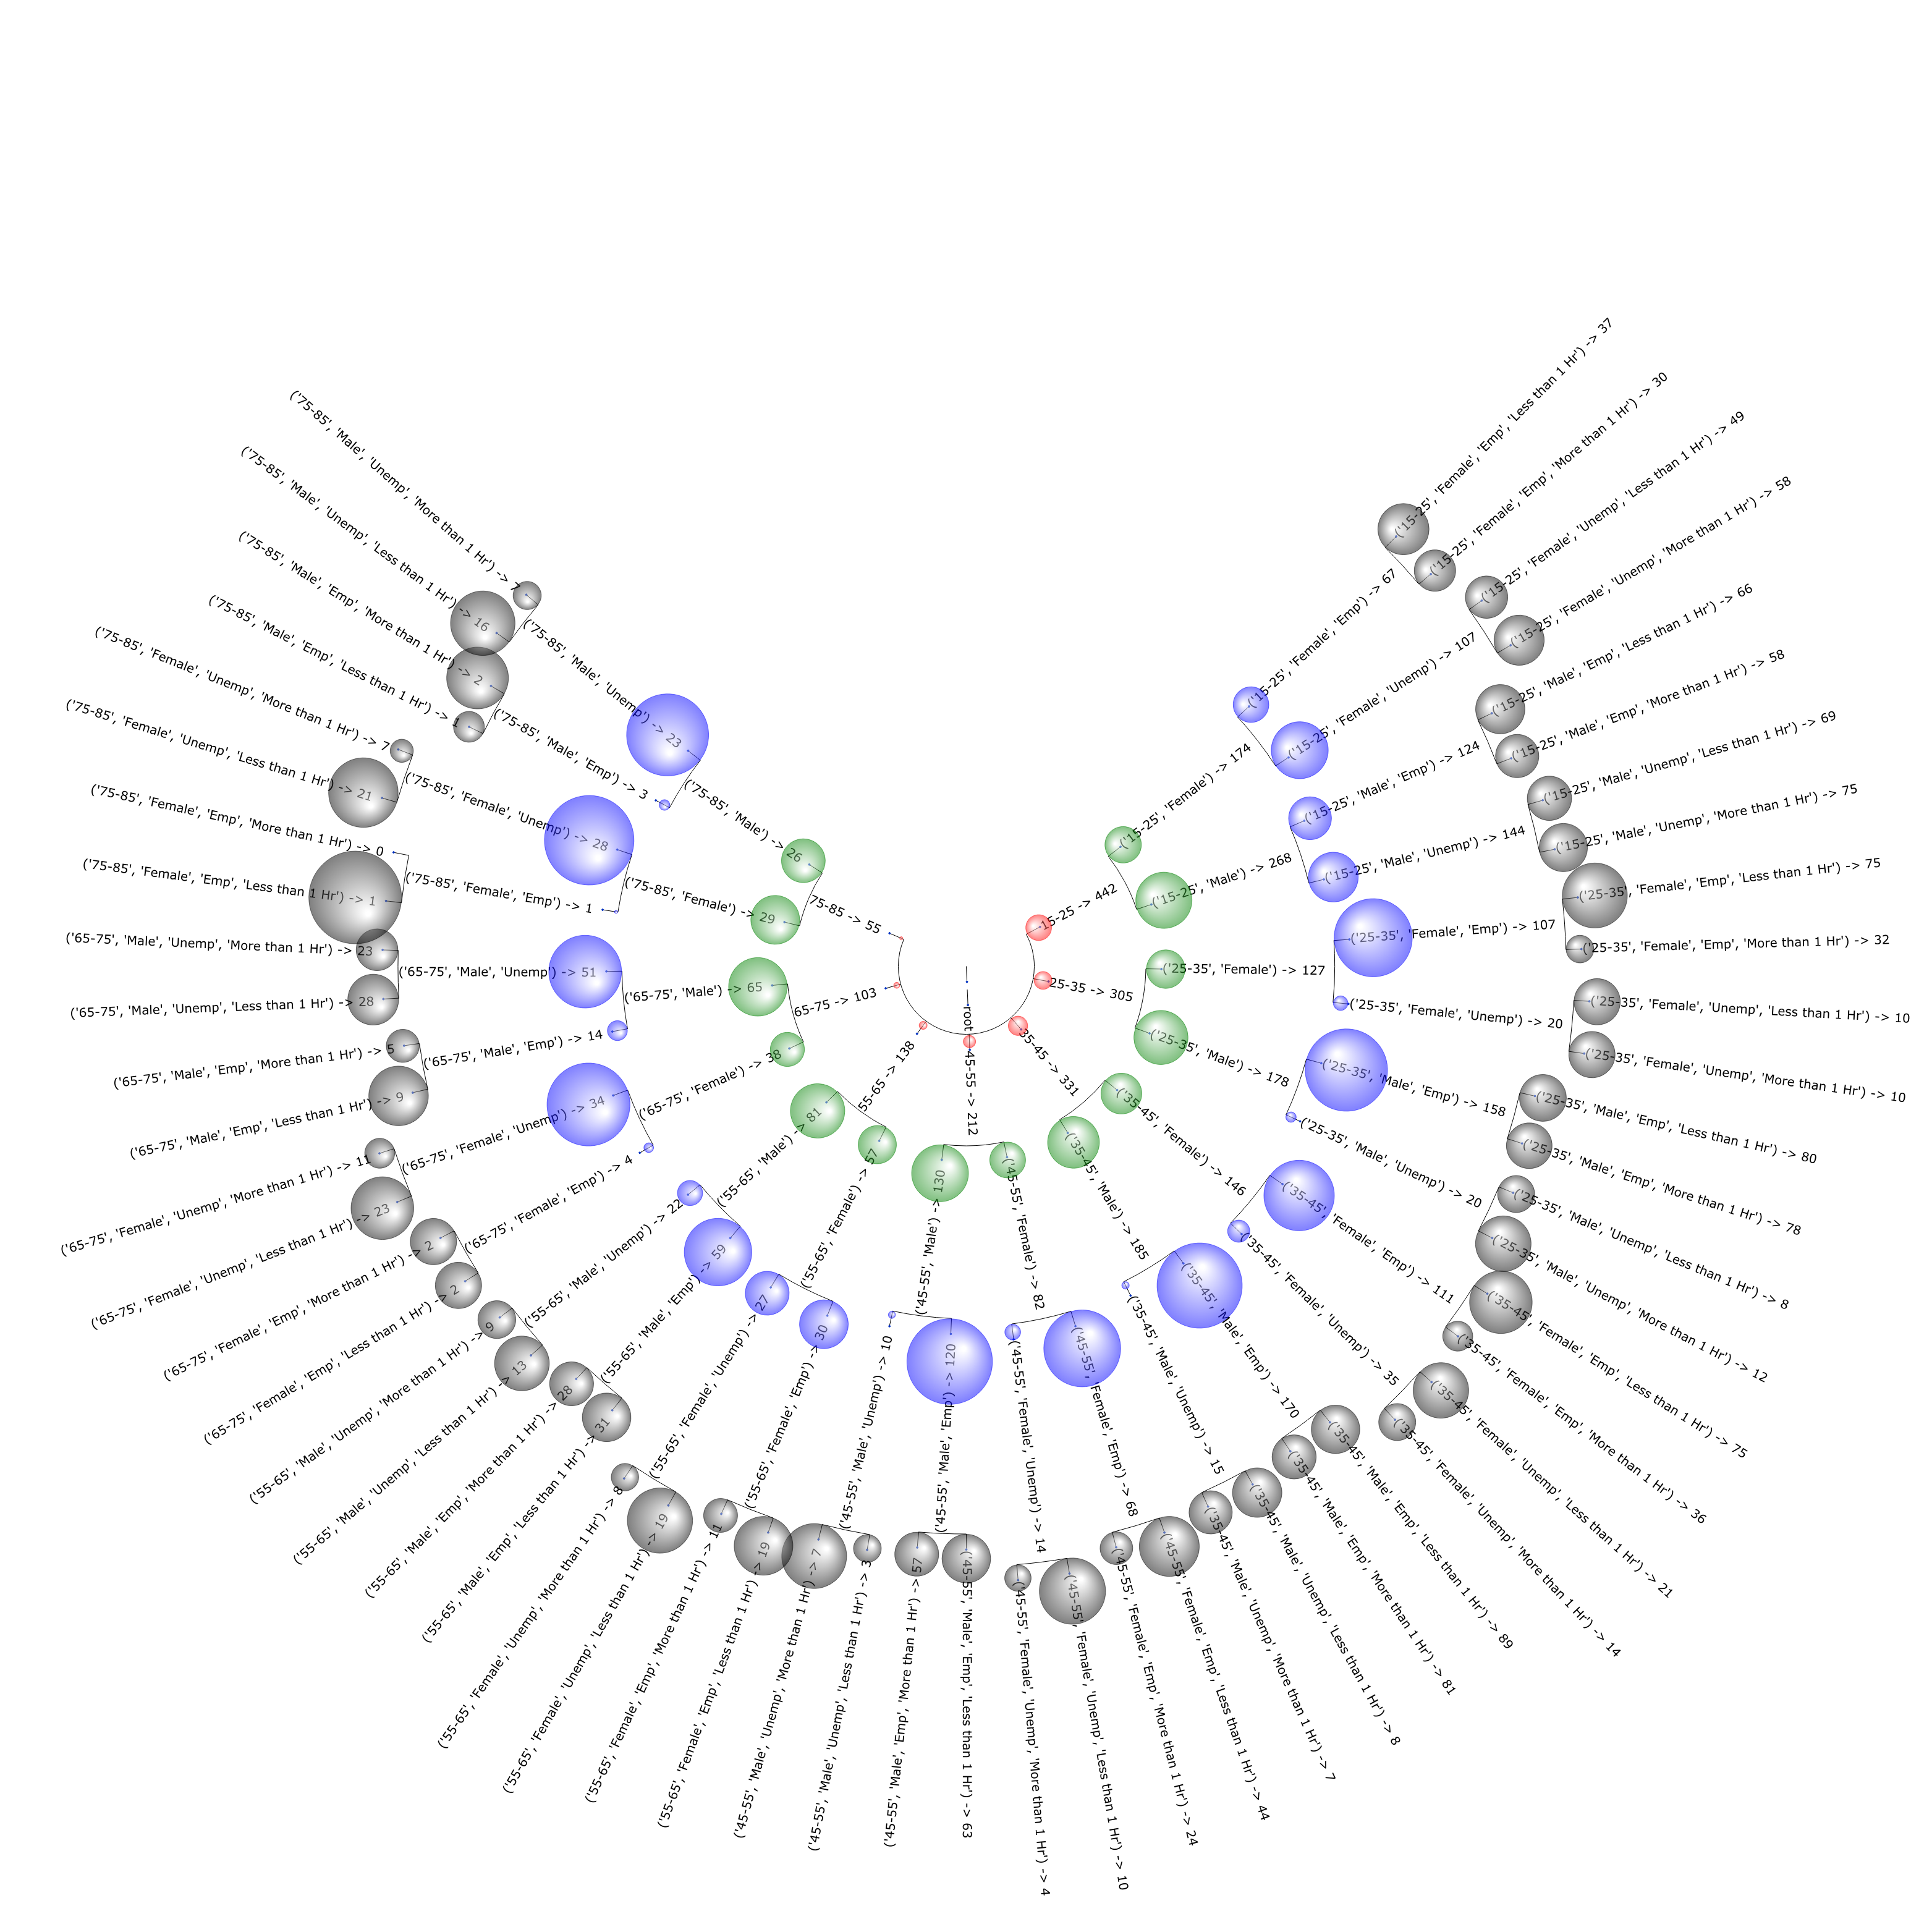 root
15-25 -> 442
25-35 -> 305
35-45 -> 331
45-55 -> 212
55-65 -> 138
65-75 -> 103
75-85 -> 55
('15-25', 'Female') -> 174
('15-25', 'Male') -> 268
('25-35', 'Female') -> 127
('25-35', 'Male') -> 178
('35-45', 'Female') -> 146
('35-45', 'Male') -> 185
('45-55', 'Female') -> 82
('45-55', 'Male') -> 130
('55-65', 'Female') -> 57
('55-65', 'Male') -> 81
('65-75', 'Female') -> 38
('65-75', 'Male') -> 65
('75-85', 'Female') -> 29
('75-85', 'Male') -> 26
('15-25', 'Female', 'Emp') -> 67
('15-25', 'Female', 'Unemp') -> 107
('15-25', 'Male', 'Emp') -> 124
('15-25', 'Male', 'Unemp') -> 144
('25-35', 'Female', 'Emp') -> 107
('25-35', 'Female', 'Unemp') -> 20
('25-35', 'Male', 'Emp') -> 158
('25-35', 'Male', 'Unemp') -> 20
('35-45', 'Female', 'Emp') -> 111
('35-45', 'Female', 'Unemp') -> 35
('35-45', 'Male', 'Emp') -> 170
('35-45', 'Male', 'Unemp') -> 15
('45-55', 'Female', 'Emp') -> 68
('45-55', 'Female', 'Unemp') -> 14
('45-55', 'Male', 'Emp') -> 120
('45-55', 'Male', 'Unemp') -> 10
('55-65', 'Female', 'Emp') -> 30
('55-65', 'Female', 'Unemp') -> 27
('55-65', 'Male', 'Emp') -> 59
('55-65', 'Male', 'Unemp') -> 22
('65-75', 'Female', 'Emp') -> 4
('65-75', 'Female', 'Unemp') -> 34
('65-75', 'Male', 'Emp') -> 14
('65-75', 'Male', 'Unemp') -> 51
('75-85', 'Female', 'Emp') -> 1
('75-85', 'Female', 'Unemp') -> 28
('75-85', 'Male', 'Emp') -> 3
('75-85', 'Male', 'Unemp') -> 23
('15-25', 'Female', 'Emp', 'Less than 1 Hr') -> 37
('15-25', 'Female', 'Emp', 'More than 1 Hr') -> 30
('15-25', 'Female', 'Unemp', 'Less than 1 Hr') -> 49
('15-25', 'Female', 'Unemp', 'More than 1 Hr') -> 58
('15-25', 'Male', 'Emp', 'Less than 1 Hr') -> 66
('15-25', 'Male', 'Emp', 'More than 1 Hr') -> 58
('15-25', 'Male', 'Unemp', 'Less than 1 Hr') -> 69
('15-25', 'Male', 'Unemp', 'More than 1 Hr') -> 75
('25-35', 'Female', 'Emp', 'Less than 1 Hr') -> 75
('25-35', 'Female', 'Emp', 'More than 1 Hr') -> 32
('25-35', 'Female', 'Unemp', 'Less than 1 Hr') -> 10
('25-35', 'Female', 'Unemp', 'More than 1 Hr') -> 10
('25-35', 'Male', 'Emp', 'Less than 1 Hr') -> 80
('25-35', 'Male', 'Emp', 'More than 1 Hr') -> 78
('25-35', 'Male', 'Unemp', 'Less than 1 Hr') -> 8
('25-35', 'Male', 'Unemp', 'More than 1 Hr') -> 12
('35-45', 'Female', 'Emp', 'Less than 1 Hr') -> 75
('35-45', 'Female', 'Emp', 'More than 1 Hr') -> 36
('35-45', 'Female', 'Unemp', 'Less than 1 Hr') -> 21
('35-45', 'Female', 'Unemp', 'More than 1 Hr') -> 14
('35-45', 'Male', 'Emp', 'Less than 1 Hr') -> 89
('35-45', 'Male', 'Emp', 'More than 1 Hr') -> 81
('35-45', 'Male', 'Unemp', 'Less than 1 Hr') -> 8
('35-45', 'Male', 'Unemp', 'More than 1 Hr') -> 7
('45-55', 'Female', 'Emp', 'Less than 1 Hr') -> 44
('45-55', 'Female', 'Emp', 'More than 1 Hr') -> 24
('45-55', 'Female', 'Unemp', 'Less than 1 Hr') -> 10
('45-55', 'Female', 'Unemp', 'More than 1 Hr') -> 4
('45-55', 'Male', 'Emp', 'Less than 1 Hr') -> 63
('45-55', 'Male', 'Emp', 'More than 1 Hr') -> 57
('45-55', 'Male', 'Unemp', 'Less than 1 Hr') -> 3
('45-55', 'Male', 'Unemp', 'More than 1 Hr') -> 7
('55-65', 'Female', 'Emp', 'Less than 1 Hr') -> 19
('55-65', 'Female', 'Emp', 'More than 1 Hr') -> 11
('55-65', 'Female', 'Unemp', 'Less than 1 Hr') -> 19
('55-65', 'Female', 'Unemp', 'More than 1 Hr') -> 8
('55-65', 'Male', 'Emp', 'Less than 1 Hr') -> 31
('55-65', 'Male', 'Emp', 'More than 1 Hr') -> 28
('55-65', 'Male', 'Unemp', 'Less than 1 Hr') -> 13
('55-65', 'Male', 'Unemp', 'More than 1 Hr') -> 9
('65-75', 'Female', 'Emp', 'Less than 1 Hr') -> 2
('65-75', 'Female', 'Emp', 'More than 1 Hr') -> 2
('65-75', 'Female', 'Unemp', 'Less than 1 Hr') -> 23
('65-75', 'Female', 'Unemp', 'More than 1 Hr') -> 11
('65-75', 'Male', 'Emp', 'Less than 1 Hr') -> 9
('65-75', 'Male', 'Emp', 'More than 1 Hr') -> 5
('65-75', 'Male', 'Unemp', 'Less than 1 Hr') -> 28
('65-75', 'Male', 'Unemp', 'More than 1 Hr') -> 23
('75-85', 'Female', 'Emp', 'Less than 1 Hr') -> 1
('75-85', 'Female', 'Emp', 'More than 1 Hr') -> 0
('75-85', 'Female', 'Unemp', 'Less than 1 Hr') -> 21
('75-85', 'Female', 'Unemp', 'More than 1 Hr') -> 7
('75-85', 'Male', 'Emp', 'Less than 1 Hr') -> 1
('75-85', 'Male', 'Emp', 'More than 1 Hr') -> 2
('75-85', 'Male', 'Unemp', 'Less than 1 Hr') -> 16
('75-85', 'Male', 'Unemp', 'More than 1 Hr') -> 7